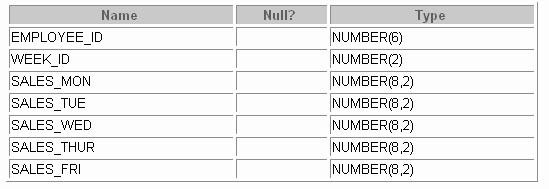 Name Null? Type
EMPLOYEE_ID NUMBER(6)
WEEK_ID NUMBER(2)
SALES_MON NUMBER(8,2)
SALES_TUE NUMBER(8,2)
SALES_WED NUMBER(8,2)
SALES_THUR NUMBER(8,2)
SALES_FRI NUMBER(8,2)